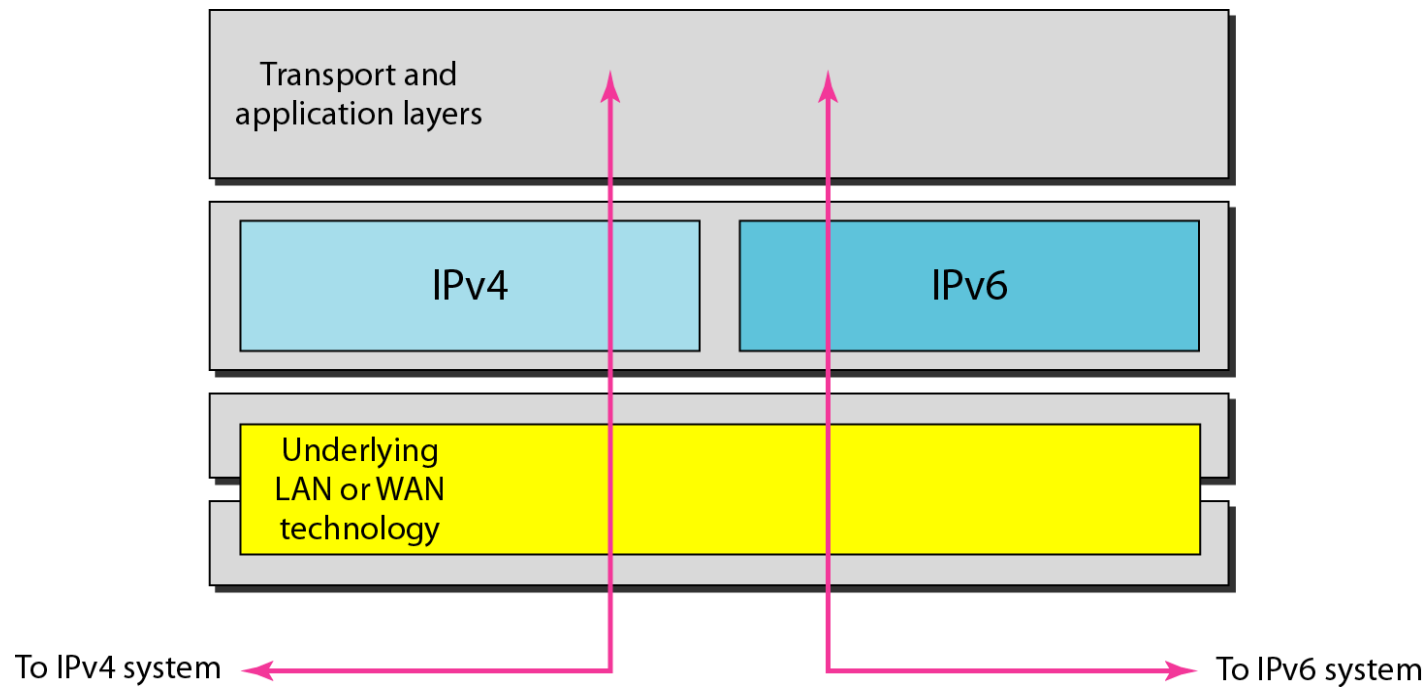 Transport and
application layers
IPv4
IPv6
Underlying
LAN or WAN
technology
To IPv4 system
To IPv6 system